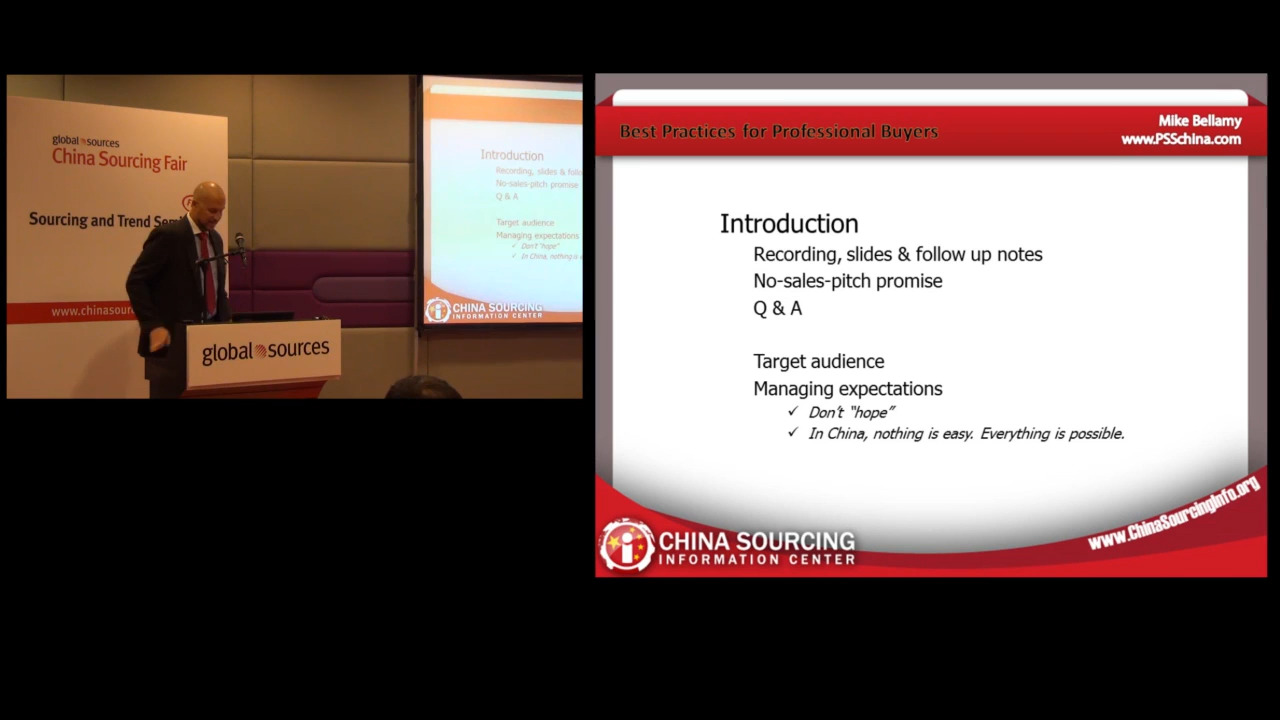 global sources
China Sourcing Fair
Sourcing and Trend
www.chinasour
global sources
Introduction
Recording, slides &
No-sales-pitch promise
Q & A
Target audience
Managing expectations
✓ Don't "hope"
✓ In China, nothing is
CHINA SOURCING
INFORMATION CENTER
Best Practices for Professional Buyers
Mike Bellamy
www.PSSchina.com
Introduction
Recording, slides & follow up notes
No-sales-pitch promise
Q & A
Target audience
Managing expectations
✓ Don't “hope”
✓ In China, nothing is easy. Everything is possible.
CHINA SOURCING
INFORMATION CENTER
www.ChinaSourcingInfo.org